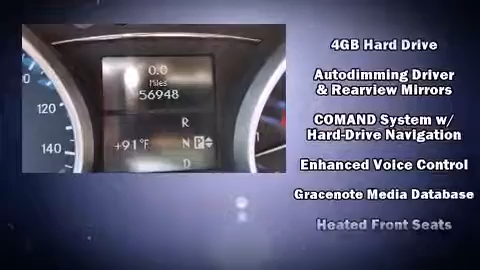 0.0
Miles
56948
120
140
+91°F
R
N P
D
4GB Hard Drive
Autodimming Driver
& Rearview Mirrors
COMAND System w/
Hard-Drive Navigation
Enhanced Voice Control
Gracenote Media Database
Heated Front Seats